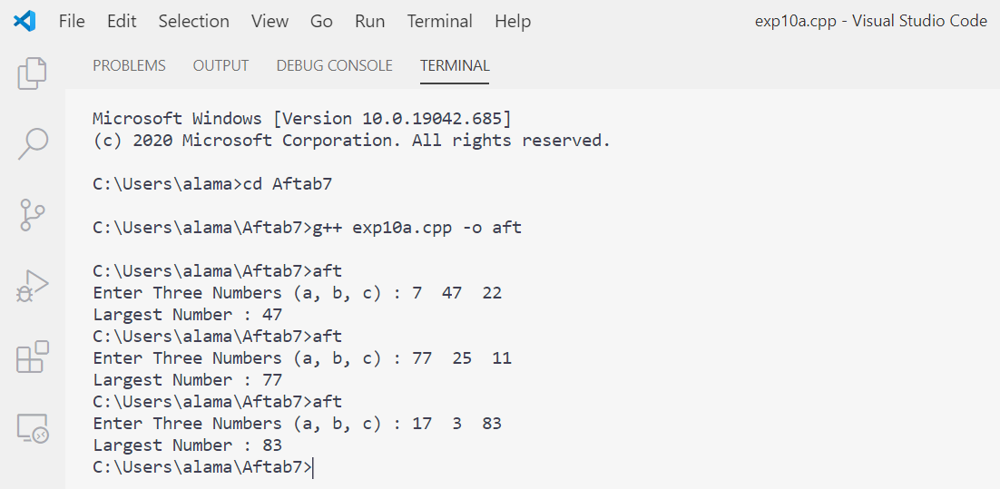 File Edit Selection View Go Run Terminal Help exp10a.cpp - Visual Studio Code
PROBLEMS OUTPUT DEBUG CONSOLE TERMINAL
Microsoft Windows [Version 10.0.19042.685]
(c) 2020 Microsoft Corporation. All rights reserved.
C:\Users\alama>cd Aftab7
C:\Users\alama\Aftab7>g++ exp10a.cpp -o aft
C:\Users\alama\Aftab7>aft
Enter Three Numbers (a, b, c) : 7  47  22
Largest Number : 47
C:\Users\alama\Aftab7>aft
Enter Three Numbers (a, b, c) : 77  25  11
Largest Number : 77
C:\Users\alama\Aftab7>aft
Enter Three Numbers (a, b, c) : 17  3  83
Largest Number : 83
C:\Users\alama\Aftab7>